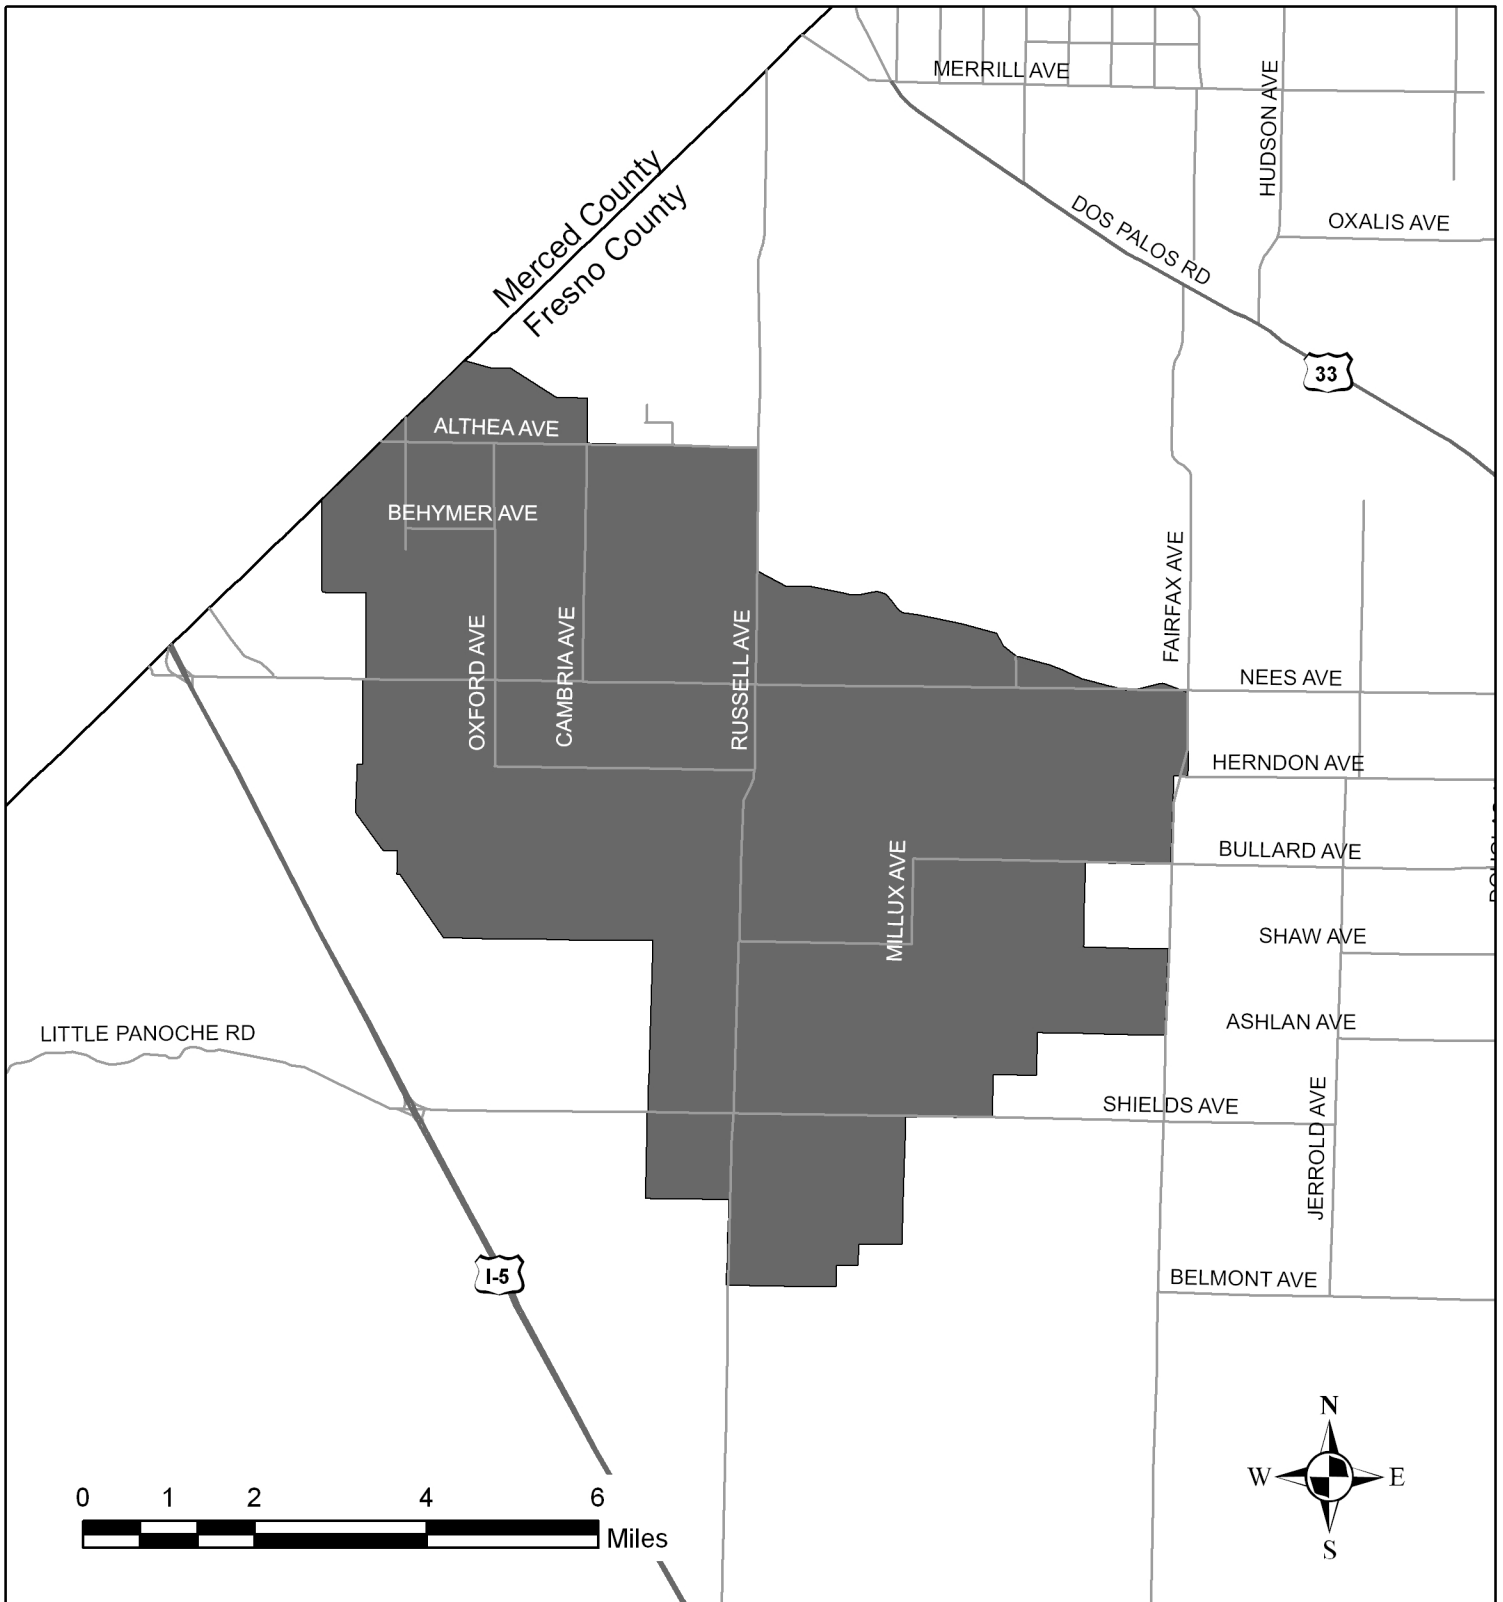 MERRILL AVE
HUDSON AVE
Merced County
Fresno County
DOS PALOS RD
OXALIS AVE
33
ALTHEA AVE
BEHYMER AVE
FAIRFAX AVE
OXFORD AVE
CAMBRIA AVE
RUSSELL AVE
NEES AVE
HERNDON AVE
MILLUX AVE
BULLARD AVE
SHAW AVE
LITTLE PANOCHE RD
ASHLAN AVE
SHIELDS AVE
JERROLD AVE
I-5
BELMONT AVE
N
W E
S
0 1 2 4 6
Miles